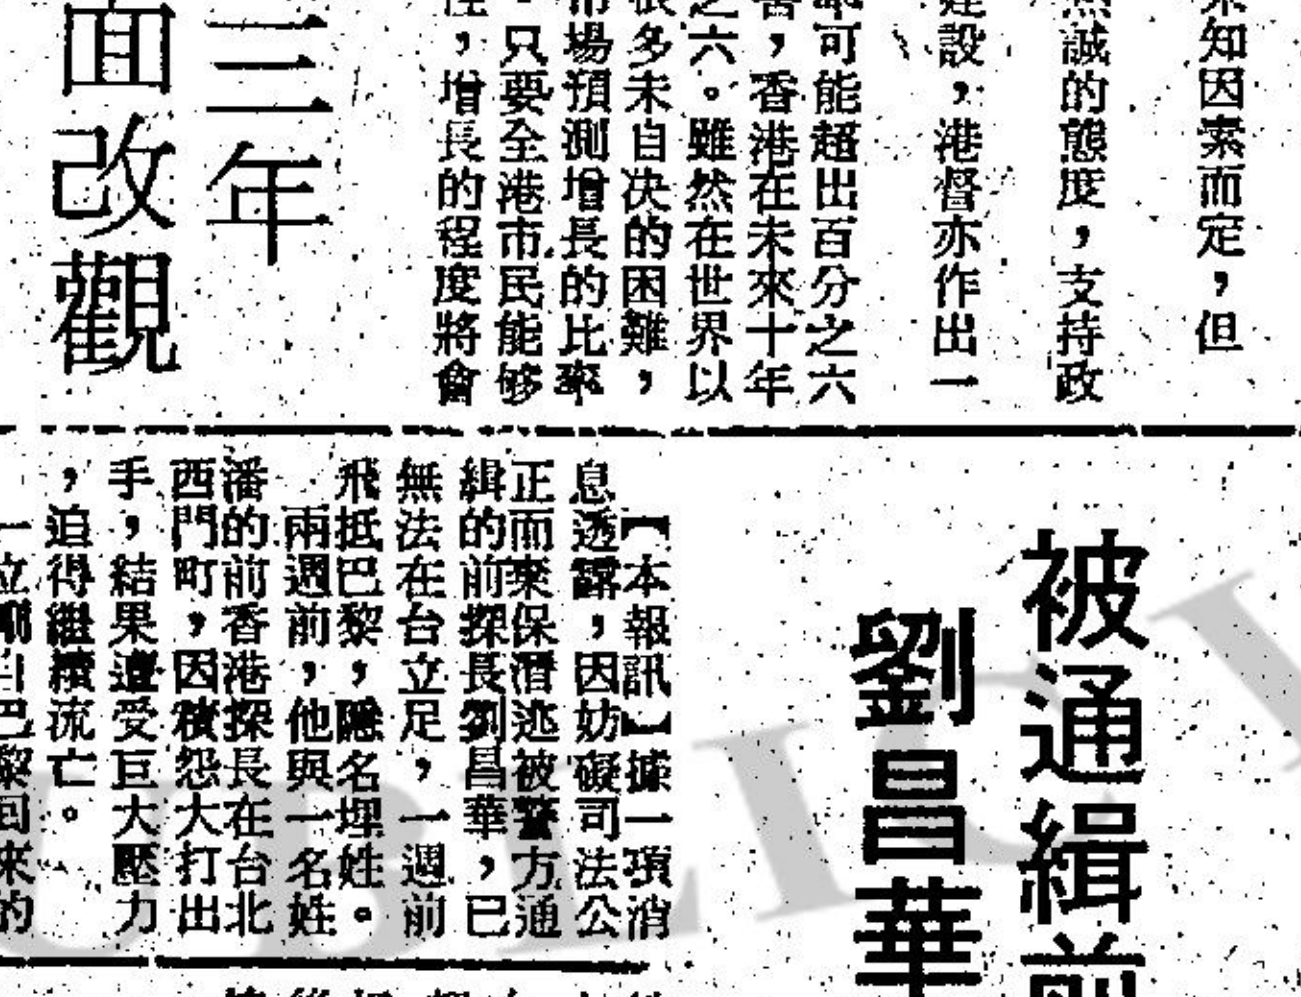 未知因素而定，但
熱誠的態度，支持政
建設，港督亦作出一
率可能超出百分之六
，香港在未來十年
之六。雖然在世界以
很多未自決的困難，
市場預測增長的比率
。只要全港市民能够
性，增長的程度將會
三年
面改觀
被通緝前
劉昌華
【本報訊】據一項消
息透露，因妨礙司法公
正而棄保潛逃被警方通
緝的前探長劉昌華，已
無法在台立足，一週前
飛抵巴黎，隱名埋姓。
兩週前，他與一名姓
潘的前香港探長在台北
西門町，因積怨大打出
手，結果遭受巨大壓力
，迫得繼續流亡。
一位剛自巴黎回來的
PUBLIC